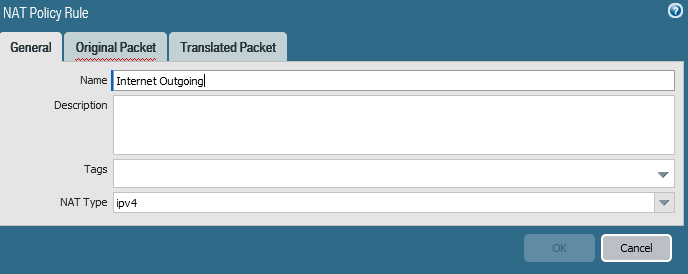 NAT Policy Rule
General Original Packet Translated Packet
Name Internet Outgoing
Description
Tags
NAT Type ipv4
OK Cancel